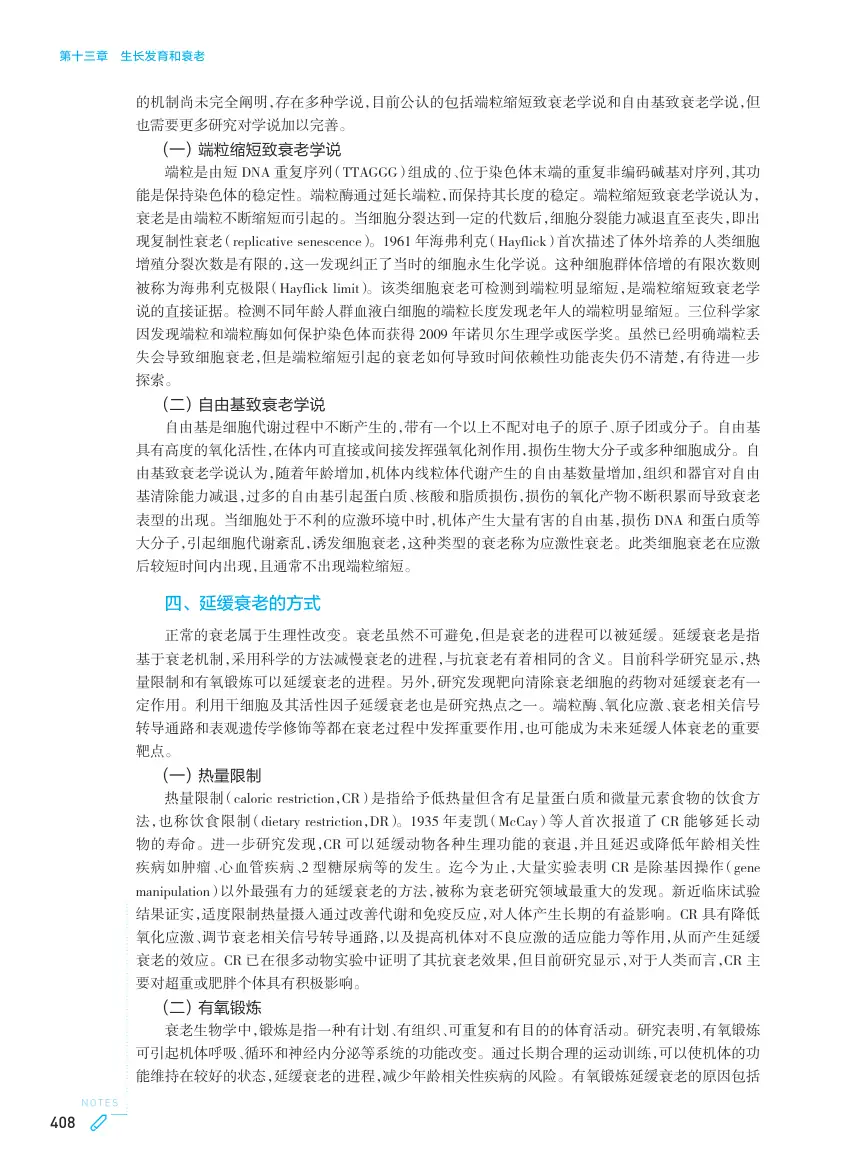 第十三章　生长发育和衰老
的机制尚未完全阐明,存在多种学说,目前公认的包括端粒缩短致衰老学说和自由基致衰老学说,但
也需要更多研究对学说加以完善。
（一）端粒缩短致衰老学说
端粒是由短 DNA 重复序列（TTAGGG）组成的、位于染色体末端的重复非编码碱基对序列,其功
能是保持染色体的稳定性。端粒酶通过延长端粒,而保持其长度的稳定。端粒缩短致衰老学说认为,
衰老是由端粒不断缩短而引起的。当细胞分裂达到一定的代数后,细胞分裂能力减退直至丧失,即出
现复制性衰老（replicative senescence）。1961 年海弗利克（Hayflick）首次描述了体外培养的人类细胞
增殖分裂次数是有限的,这一发现纠正了当时的细胞永生化学说。这种细胞群体倍增的有限次数则
被称为海弗利克极限（Hayflick limit）。该类细胞衰老可检测到端粒明显缩短,是端粒缩短致衰老学
说的直接证据。检测不同年龄人群血液白细胞的端粒长度发现老年人的端粒明显缩短。三位科学家
因发现端粒和端粒酶如何保护染色体而获得 2009 年诺贝尔生理学或医学奖。虽然已经明确端粒丢
失会导致细胞衰老,但是端粒缩短引起的衰老如何导致时间依赖性功能丧失仍不清楚,有待进一步
探索。
（二）自由基致衰老学说
自由基是细胞代谢过程中不断产生的,带有一个以上不配对电子的原子、原子团或分子。自由基
具有高度的氧化活性,在体内可直接或间接发挥强氧化剂作用,损伤生物大分子或多种细胞成分。自
由基致衰老学说认为,随着年龄增加,机体内线粒体代谢产生的自由基数量增加,组织和器官对自由
基清除能力减退,过多的自由基引起蛋白质、核酸和脂质损伤,损伤的氧化产物不断积累而导致衰老
表型的出现。当细胞处于不利的应激环境中时,机体产生大量有害的自由基,损伤 DNA 和蛋白质等
大分子,引起细胞代谢紊乱,诱发细胞衰老,这种类型的衰老称为应激性衰老。此类细胞衰老在应激
后较短时间内出现,且通常不出现端粒缩短。
四、延缓衰老的方式
正常的衰老属于生理性改变。衰老虽然不可避免,但是衰老的进程可以被延缓。延缓衰老是指
基于衰老机制,采用科学的方法减慢衰老的进程,与抗衰老有着相同的含义。目前科学研究显示,热
量限制和有氧锻炼可以延缓衰老的进程。另外,研究发现靶向清除衰老细胞的药物对延缓衰老有一
定作用。利用干细胞及其活性因子延缓衰老也是研究热点之一。端粒酶、氧化应激、衰老相关信号
转导通路和表观遗传学修饰等都在衰老过程中发挥重要作用,也可能成为未来延缓人体衰老的重要
靶点。
（一）热量限制
热量限制（caloric restriction,CR）是指给予低热量但含有足量蛋白质和微量元素食物的饮食方
法,也称饮食限制（dietary restriction,DR）。1935 年麦凯（McCay）等人首次报道了 CR 能够延长动
物的寿命。进一步研究发现,CR 可以延缓动物各种生理功能的衰退,并且延迟或降低年龄相关性
疾病如肿瘤、心血管疾病、2 型糖尿病等的发生。迄今为止,大量实验表明 CR 是除基因操作（gene
manipulation）以外最强有力的延缓衰老的方法,被称为衰老研究领域最重大的发现。新近临床试验
结果证实,适度限制热量摄入通过改善代谢和免疫反应,对人体产生长期的有益影响。CR 具有降低
氧化应激、调节衰老相关信号转导通路,以及提高机体对不良应激的适应能力等作用,从而产生延缓
衰老的效应。CR 已在很多动物实验中证明了其抗衰老效果,但目前研究显示,对于人类而言,CR 主
要对超重或肥胖个体具有积极影响。
（二）有氧锻炼
衰老生物学中,锻炼是指一种有计划、有组织、可重复和有目的的体育活动。研究表明,有氧锻炼
可引起机体呼吸、循环和神经内分泌等系统的功能改变。通过长期合理的运动训练,可以使机体的功
能维持在较好的状态,延缓衰老的进程,减少年龄相关性疾病的风险。有氧锻炼延缓衰老的原因包括
NOTES
408